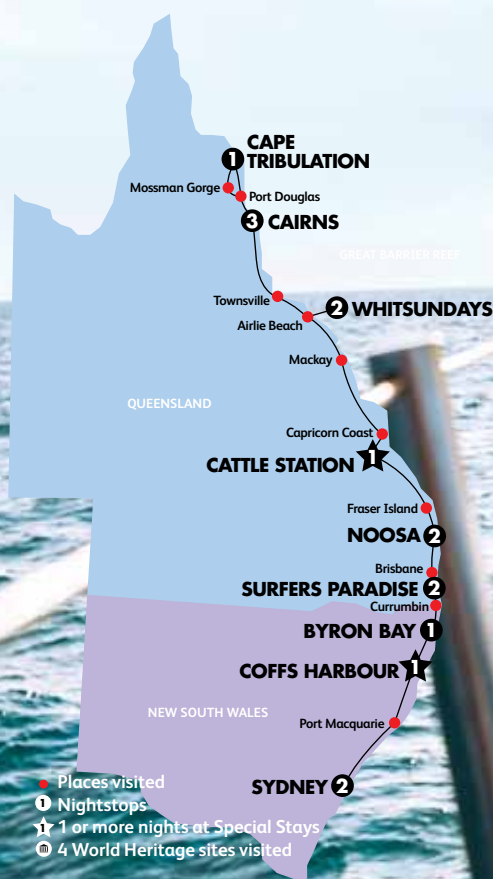 CAPE
TRIBULATION
1
Mossman Gorge
Port Douglas
3 CAIRNS
GREAT BARRIER REEF
Townsville
2 WHITSUNDAYS
Airlie Beach
Mackay
QUEENSLAND
Capricorn Coast
CATTLE STATION 1
Fraser Island
NOOSA 2
Brisbane
SURFERS PARADISE 2
Currumbin
BYRON BAY 1
COFFS HARBOUR 1
NEW SOUTH WALES
Port Macquarie
SYDNEY 2
Places visited
1 Nightstops
1 1 or more nights at Special Stays
4 World Heritage sites visited